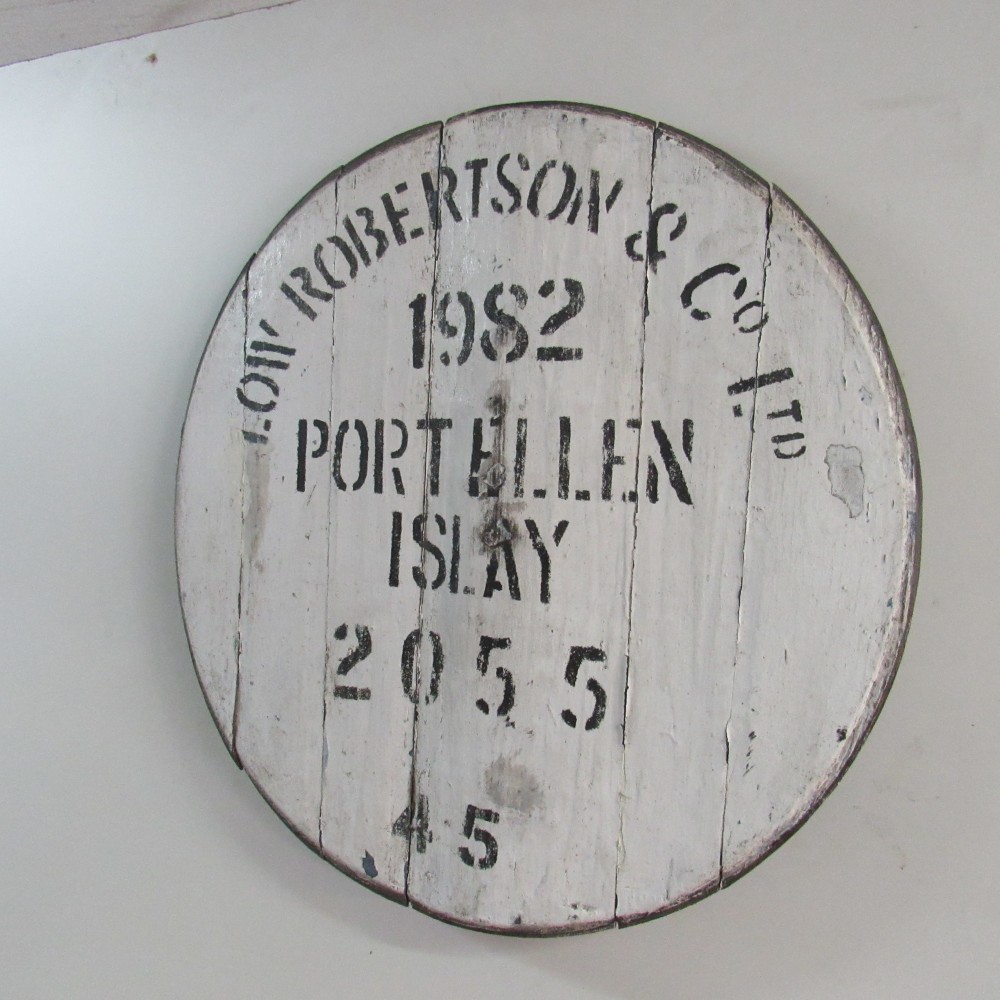 LOW ROBERTSON & Co LTD
1982
PORT ELLEN
ISLAY
2055
45